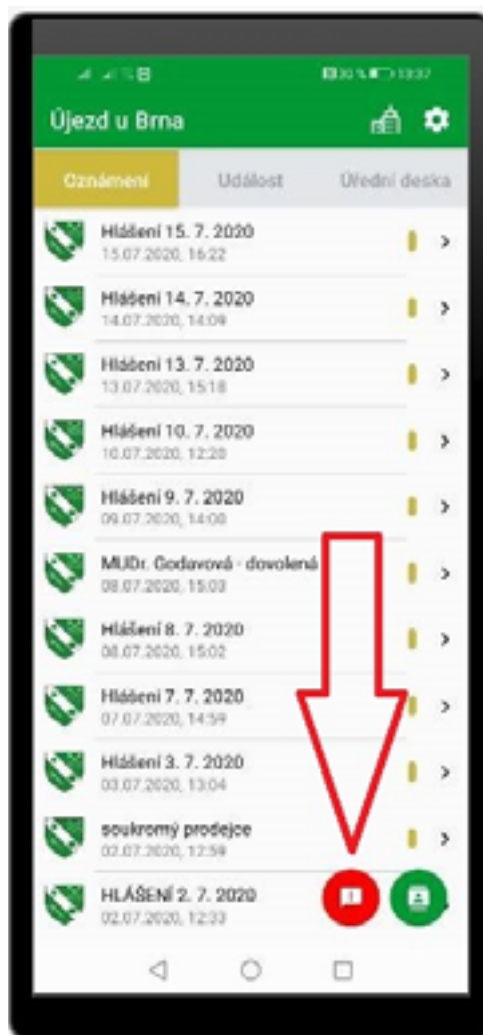 13:37
Újezd u Brna
Oznámení Událost Úřední deska
Hlášení 15. 7. 2020
15.07.2020, 16:22
Hlášení 14. 7. 2020
14.07.2020, 14:09
Hlášení 13. 7. 2020
13.07.2020, 15:18
Hlášení 10. 7. 2020
10.07.2020, 12:20
Hlášení 9. 7. 2020
09.07.2020, 14:00
MUDr. Godavová - dovolená
08.07.2020, 15:03
Hlášení 8. 7. 2020
08.07.2020, 15:02
Hlášení 7. 7. 2020
07.07.2020, 14:59
Hlášení 3. 7. 2020
03.07.2020, 13:04
soukromý prodejce
02.07.2020, 12:59
HLÁŠENÍ 2. 7. 2020
02.07.2020, 12:33